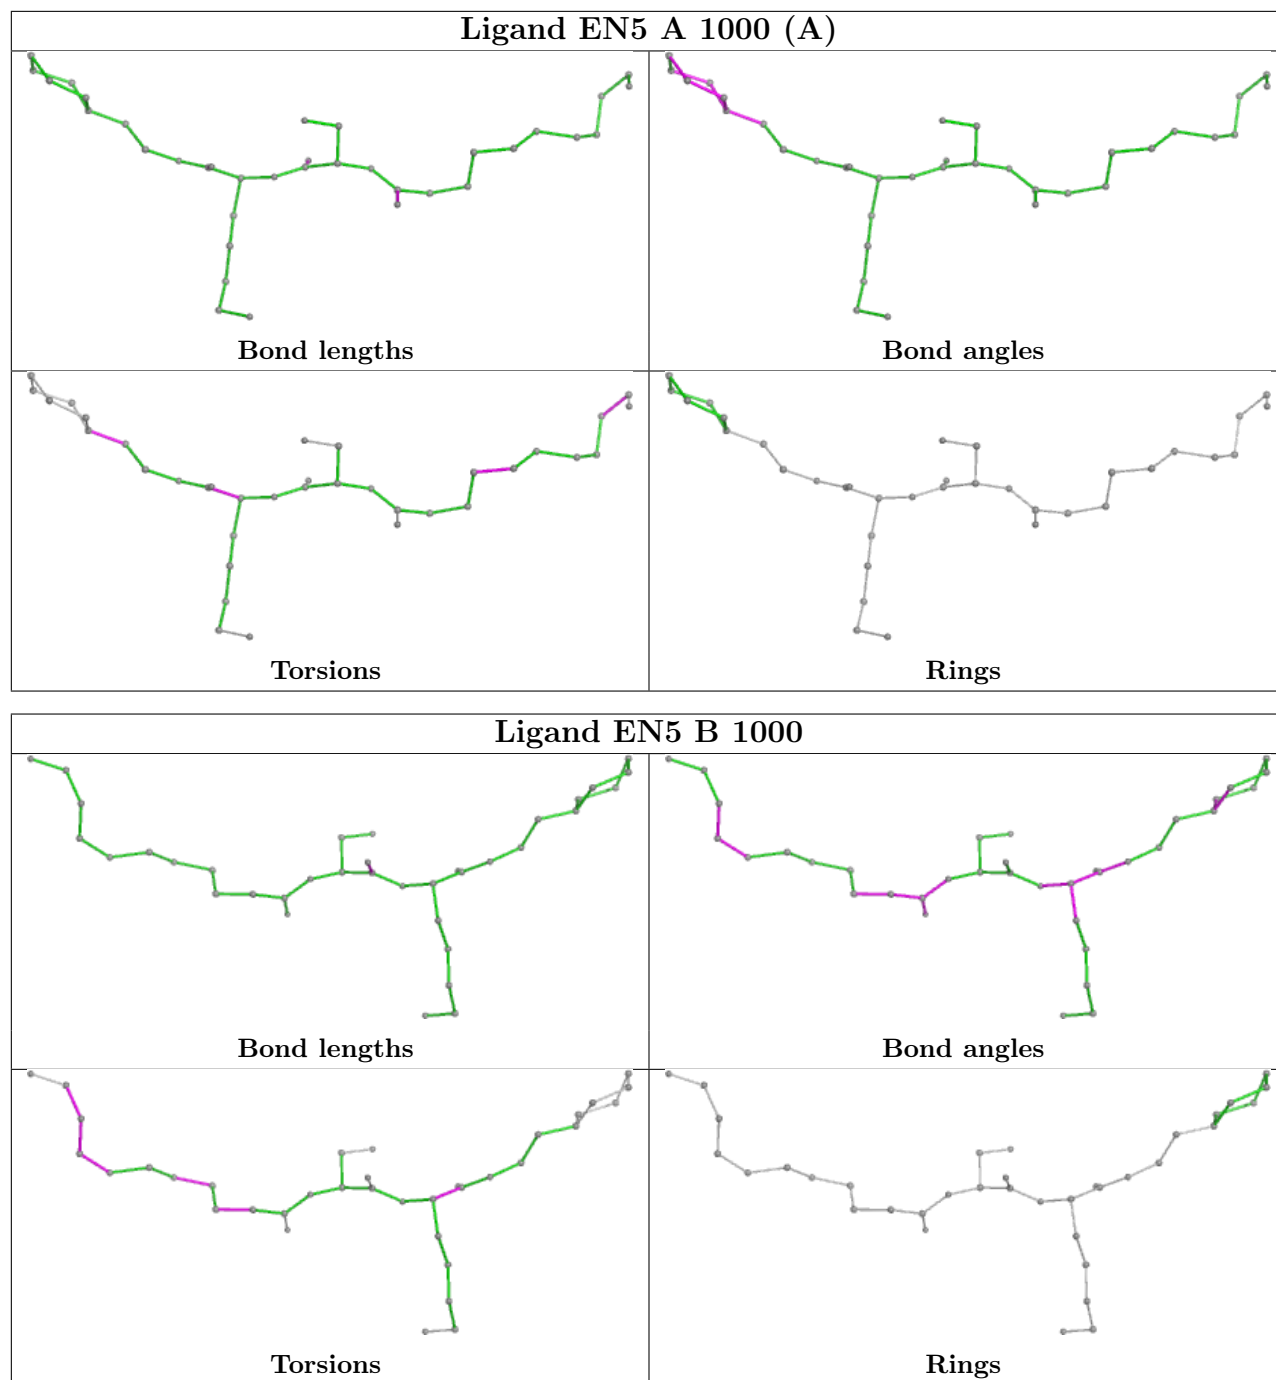 Ligand EN5 A 1000 (A)
Bond lengths
Bond angles
Torsions
Rings
Ligand EN5 B 1000
Bond lengths
Bond angles
Torsions
Rings